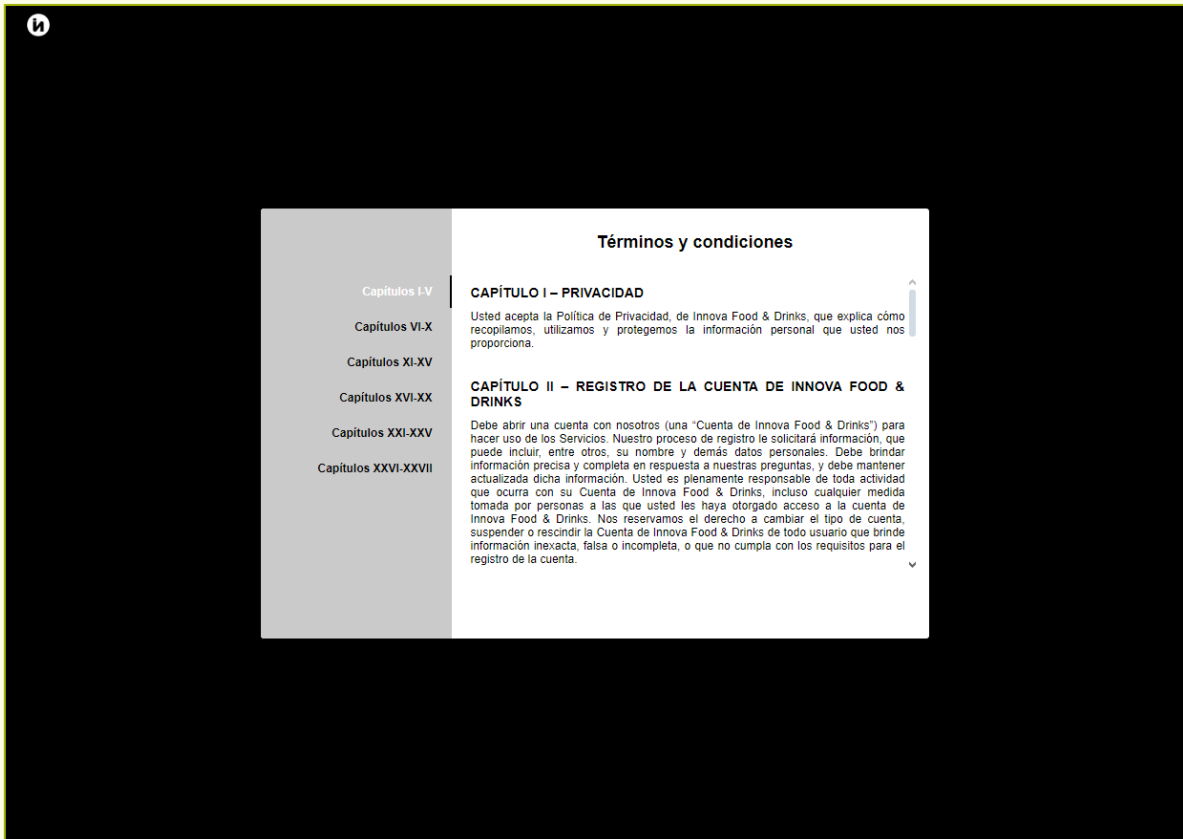 in
Términos y condiciones
Capítulos I-V
Capítulos VI-X
Capítulos XI-XV
Capítulos XVI-XX
Capítulos XXI-XXV
Capítulos XXVI-XXVII
CAPÍTULO I – PRIVACIDAD
Usted acepta la Política de Privacidad, de Innova Food & Drinks, que explica cómo
recopilamos, utilizamos y protegemos la información personal que usted nos
proporciona.
CAPÍTULO II – REGISTRO DE LA CUENTA DE INNOVA FOOD &
DRINKS
Debe abrir una cuenta con nosotros (una “Cuenta de Innova Food & Drinks”) para
hacer uso de los Servicios. Nuestro proceso de registro le solicitará información, que
puede incluir, entre otros, su nombre y demás datos personales. Debe brindar
información precisa y completa en respuesta a nuestras preguntas, y debe mantener
actualizada dicha información. Usted es plenamente responsable de toda actividad
que ocurra con su Cuenta de Innova Food & Drinks, incluso cualquier medida
tomada por personas a las que usted les haya otorgado acceso a la cuenta de
Innova Food & Drinks. Nos reservamos el derecho a cambiar el tipo de cuenta,
suspender o rescindir la Cuenta de Innova Food & Drinks de todo usuario que brinde
información inexacta, falsa o incompleta, o que no cumpla con los requisitos para el
registro de la cuenta.